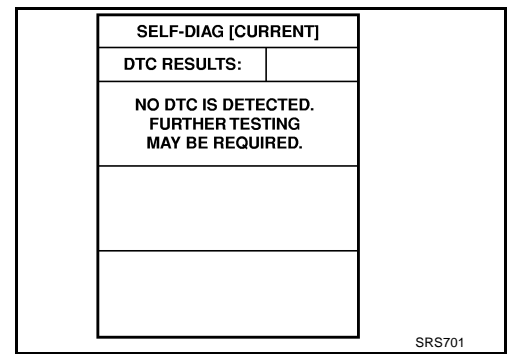 SELF-DIAG [CURRENT]
DTC RESULTS:
NO DTC IS DETECTED.
FURTHER TESTING
MAY BE REQUIRED.
SRS701